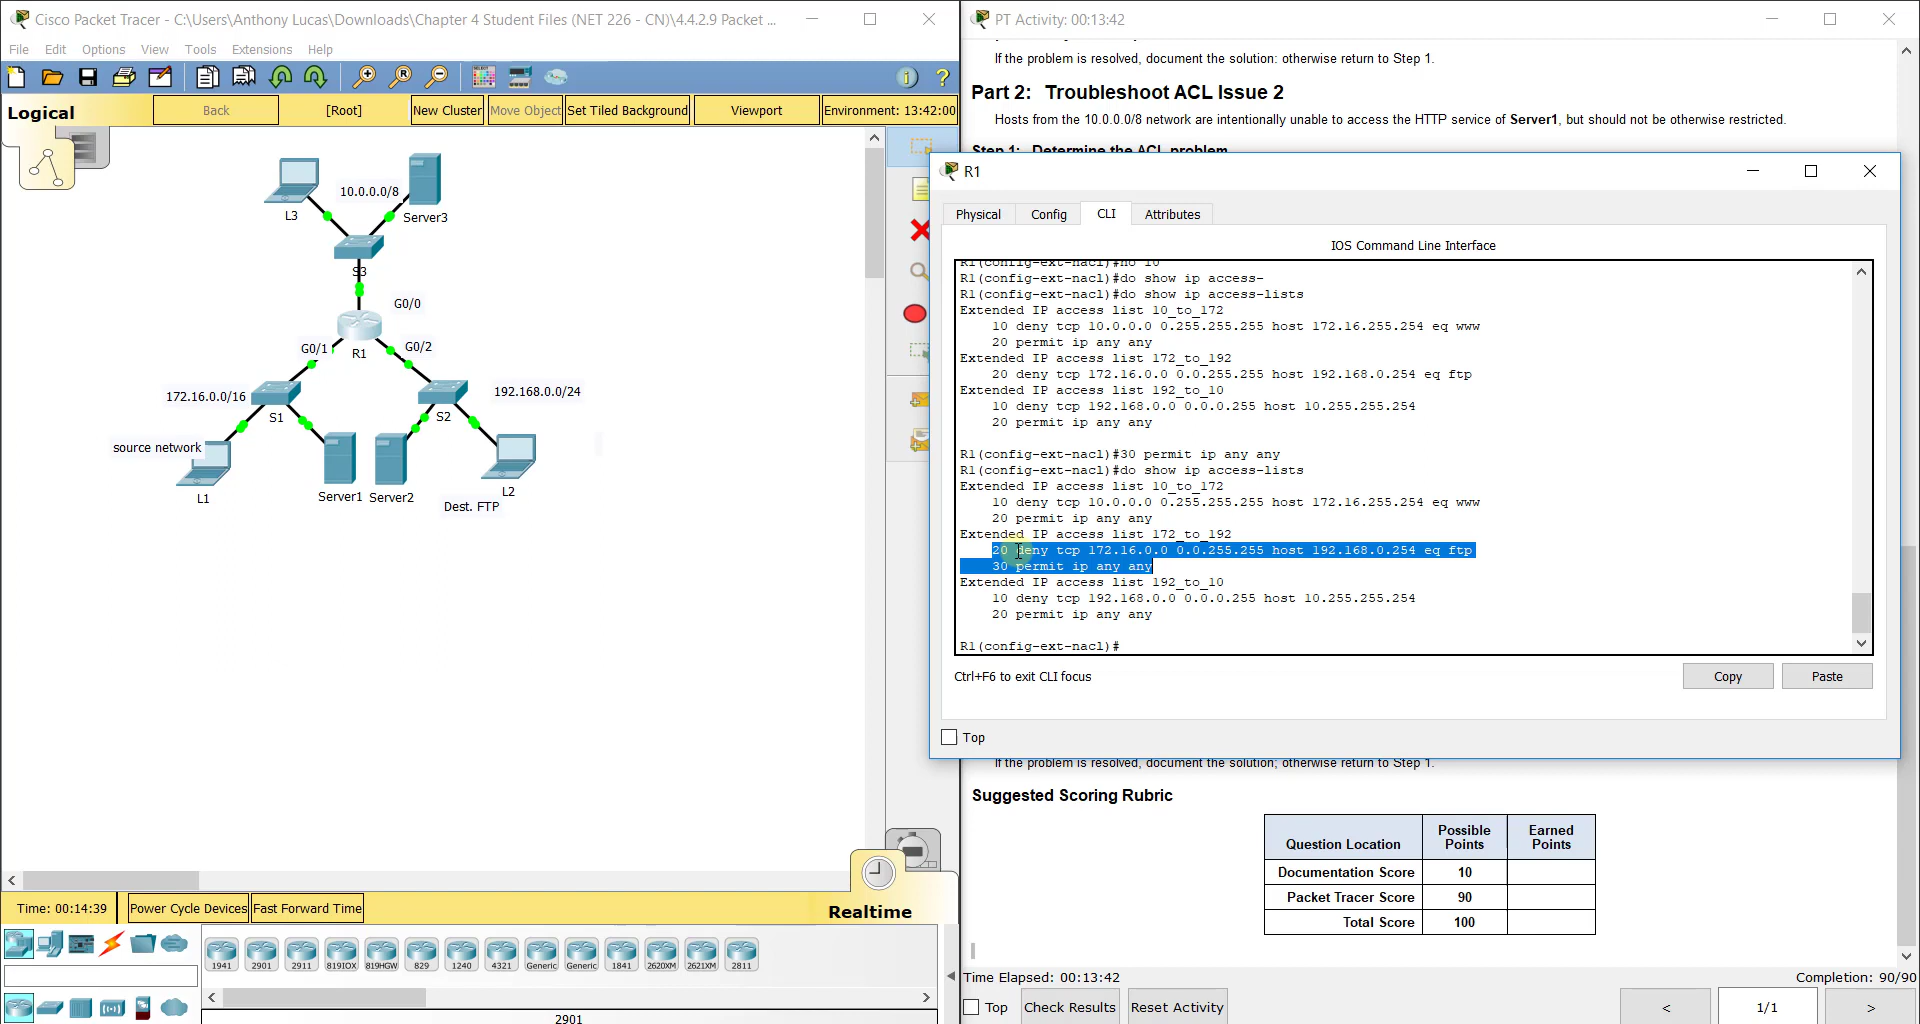 Cisco Packet Tracer - C:\Users\Anthony Lucas\Downloads\Chapter 4 Student Files (NET 226 - CN)\4.4.2.9 Packet ...
File Edit Options View Tools Extensions Help
Logical
Back
[Root]
New Cluster
Move Object
Set Tiled Background
Viewport
Environment: 13:42:00
10.0.0.0/8
L3
Server3
S3
G0/0
G0/1
R1
G0/2
172.16.0.0/16
S1
S2
192.168.0.0/24
source network
L1
Server1
Server2
Dest. FTP
L2
Time: 00:14:39
Power Cycle Devices
Fast Forward Time
Realtime
1941
2901
2911
819IOX
819HGW
829
1240
4321
Generic
Generic
1841
2620XM
2621XM
2811
2901
PT Activity: 00:13:42
If the problem is resolved, document the solution: otherwise return to Step 1.
Part 2: Troubleshoot ACL Issue 2
Hosts from the 10.0.0.0/8 network are intentionally unable to access the HTTP service of Server1, but should not be otherwise restricted.
Step 1: Determine the ACL problem
R1
Physical
Config
CLI
Attributes
IOS Command Line Interface
R1(config-ext-nacl)#no 10
R1(config-ext-nacl)#do show ip access-
R1(config-ext-nacl)#do show ip access-lists
Extended IP access list 10_to_172
10 deny tcp 10.0.0.0 0.255.255.255 host 172.16.255.254 eq www
20 permit ip any any
Extended IP access list 172_to_192
20 deny tcp 172.16.0.0 0.0.255.255 host 192.168.0.254 eq ftp
Extended IP access list 192_to_10
10 deny tcp 192.168.0.0 0.0.0.255 host 10.255.255.254
20 permit ip any any
R1(config-ext-nacl)#30 permit ip any any
R1(config-ext-nacl)#do show ip access-lists
Extended IP access list 10_to_172
10 deny tcp 10.0.0.0 0.255.255.255 host 172.16.255.254 eq www
20 permit ip any any
Extended IP access list 172_to_192
20 deny tcp 172.16.0.0 0.0.255.255 host 192.168.0.254 eq ftp
30 permit ip any any
Extended IP access list 192_to_10
10 deny tcp 192.168.0.0 0.0.0.255 host 10.255.255.254
20 permit ip any any
R1(config-ext-nacl)#
Ctrl+F6 to exit CLI focus
Copy
Paste
Top
If the problem is resolved, document the solution; otherwise return to Step 1.
Suggested Scoring Rubric
Question Location
Possible Points
Earned Points
Documentation Score 10
Packet Tracer Score 90
Total Score 100
Time Elapsed: 00:13:42
Completion: 90/90
Top
Check Results
Reset Activity
<
1/1
>